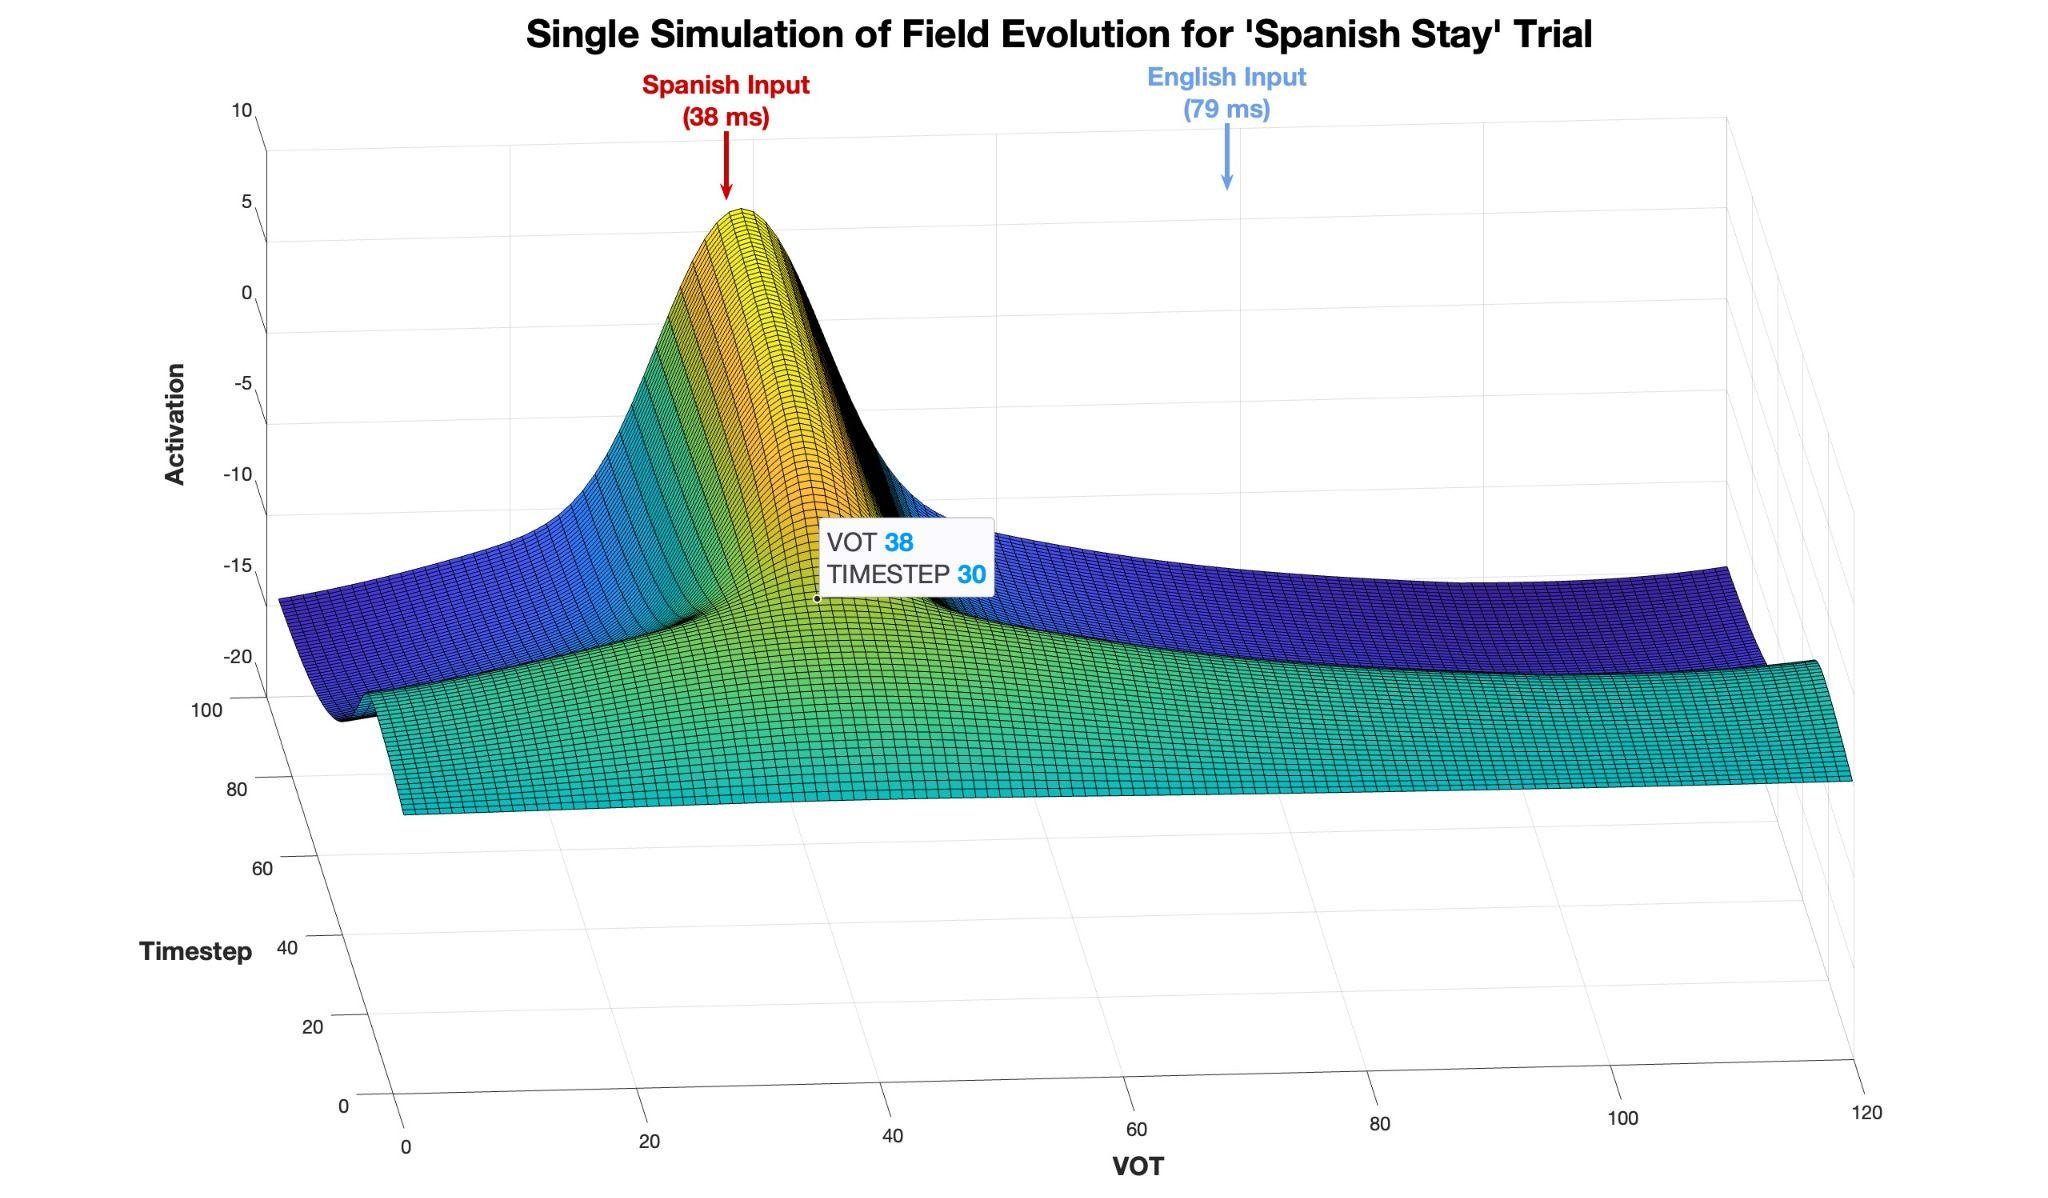 Single Simulation of Field Evolution for 'Spanish Stay' Trial
Spanish Input
(38 ms)
English Input
(79 ms)
10
5
0
-5
-10
-15
-20
Activation
VOT 38
TIMESTEP 30
100
80
60
40
20
0
Timestep
0
20
40
60
80
100
120
VOT